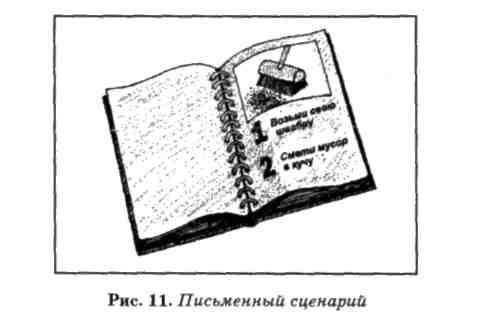 1 Возьми свою
швабру
2 Смети мусор
в кучу
Рис. 11. Письменный сценарий